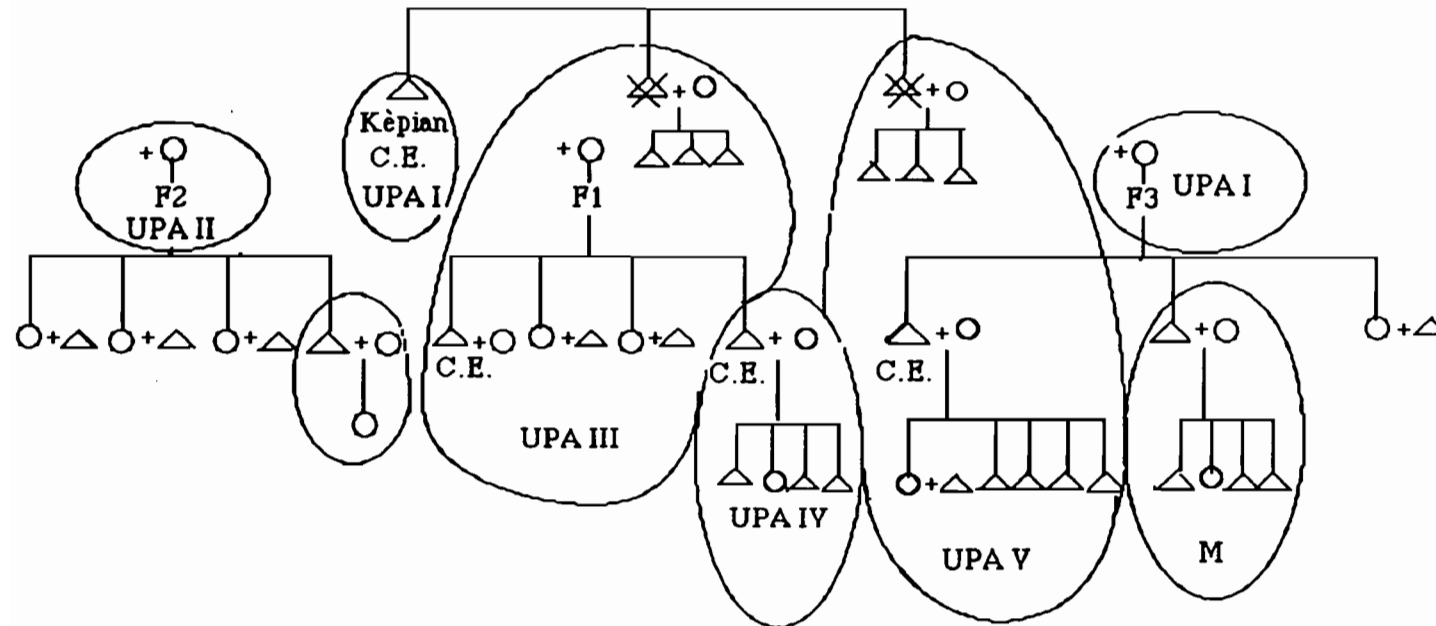 Kèpian
C.E.
UPA I
F2
UPA II
F1
F3
UPA I
C.E.
C.E.
C.E.
UPA III
UPA IV
UPA V
M